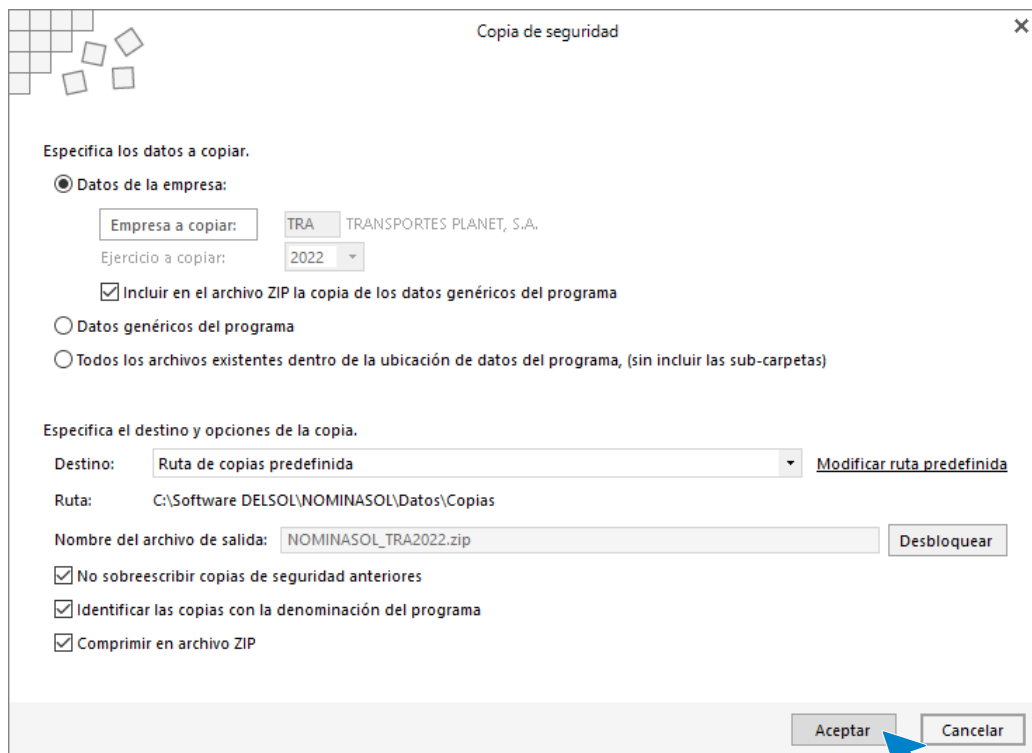 Copia de seguridad
Especifica los datos a copiar.
Datos de la empresa:
Empresa a copiar: TRA TRANSPORTES PLANET, S.A.
Ejercicio a copiar: 2022
Incluir en el archivo ZIP la copia de los datos genéricos del programa
Datos genéricos del programa
Todos los archivos existentes dentro de la ubicación de datos del programa, (sin incluir las sub-carpetas)
Especifica el destino y opciones de la copia.
Destino: Ruta de copias predefinida Modificar ruta predefinida
Ruta: C:\Software DELSOL\NOMINASOL\Datos\Copias
Nombre del archivo de salida: NOMINASOL_TRA2022.zip Desbloquear
No sobreescribir copias de seguridad anteriores
Identificar las copias con la denominación del programa
Comprimir en archivo ZIP
Aceptar Cancelar